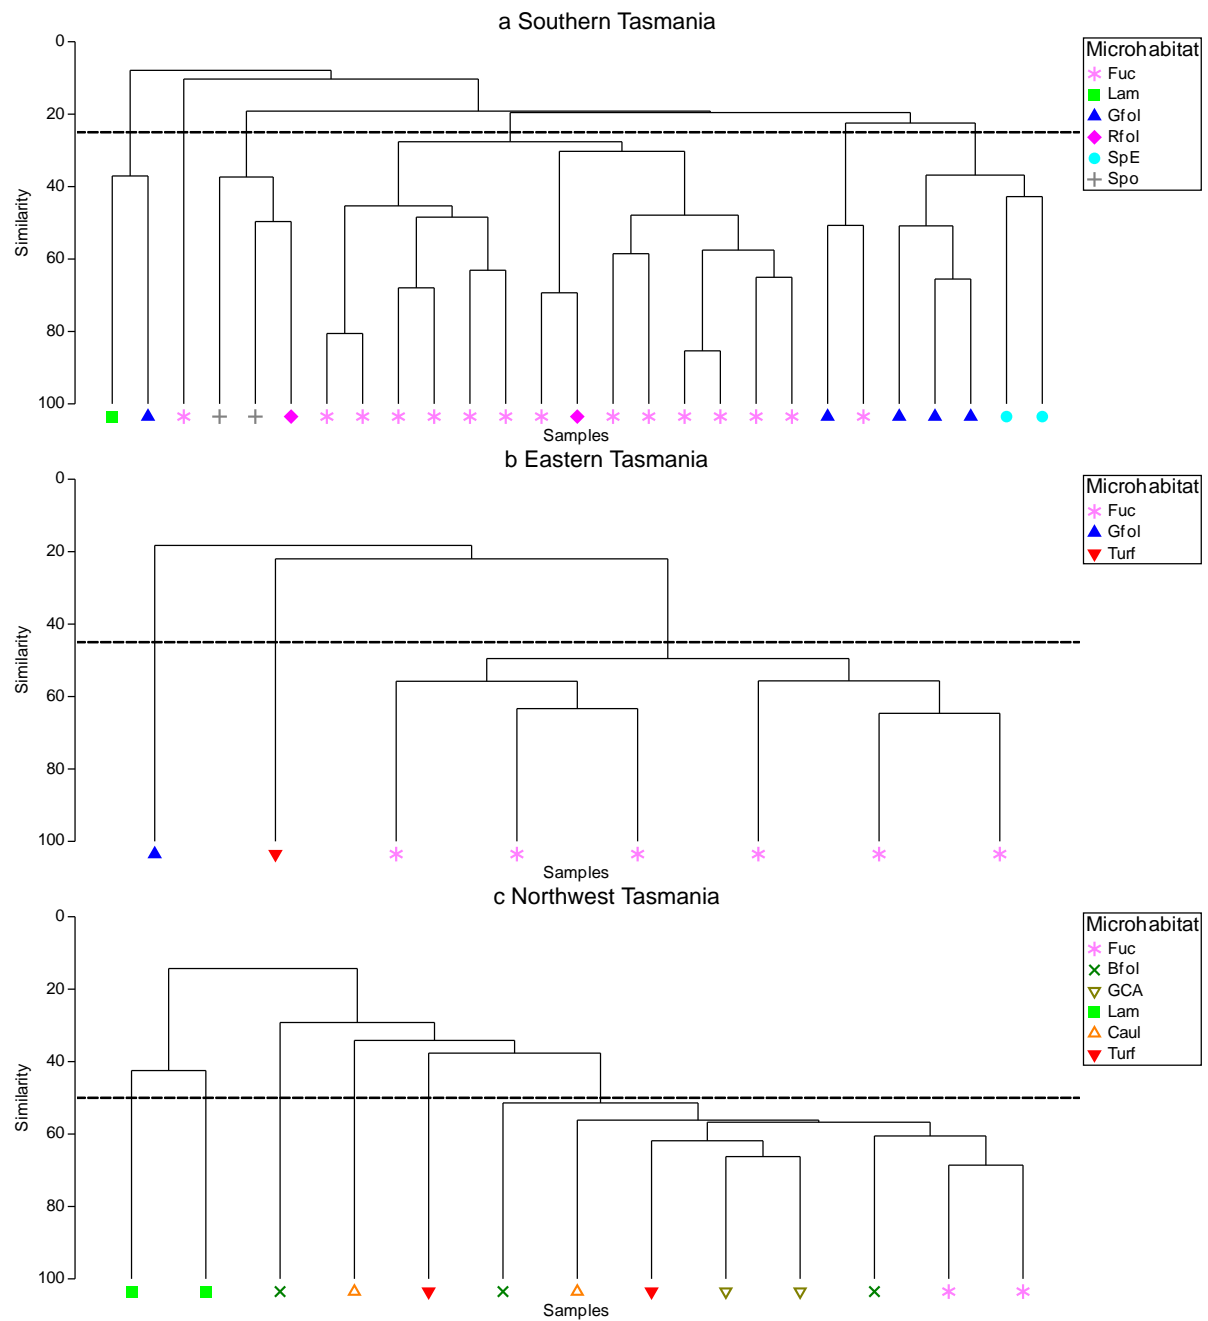 a Southern Tasmania
0
20
40
60
80
100
Similarity
Samples
Microhabitat
Fuc
Lam
Gfol
Rfol
SpE
Spo
b Eastern Tasmania
0
20
40
60
80
100
Similarity
Samples
Microhabitat
Fuc
Gfol
Turf
c Northwest Tasmania
0
20
40
60
80
100
Similarity
Samples
Microhabitat
Fuc
Bfol
GCA
Lam
Caul
Turf